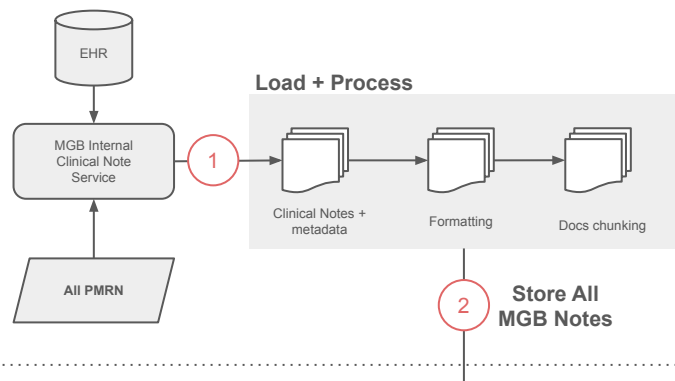 EHR
Load + Process
MGB Internal
Clinical Note
Service
1
Clinical Notes +
metadata
Formatting
Docs chunking
All PMRN
2
Store All
MGB Notes